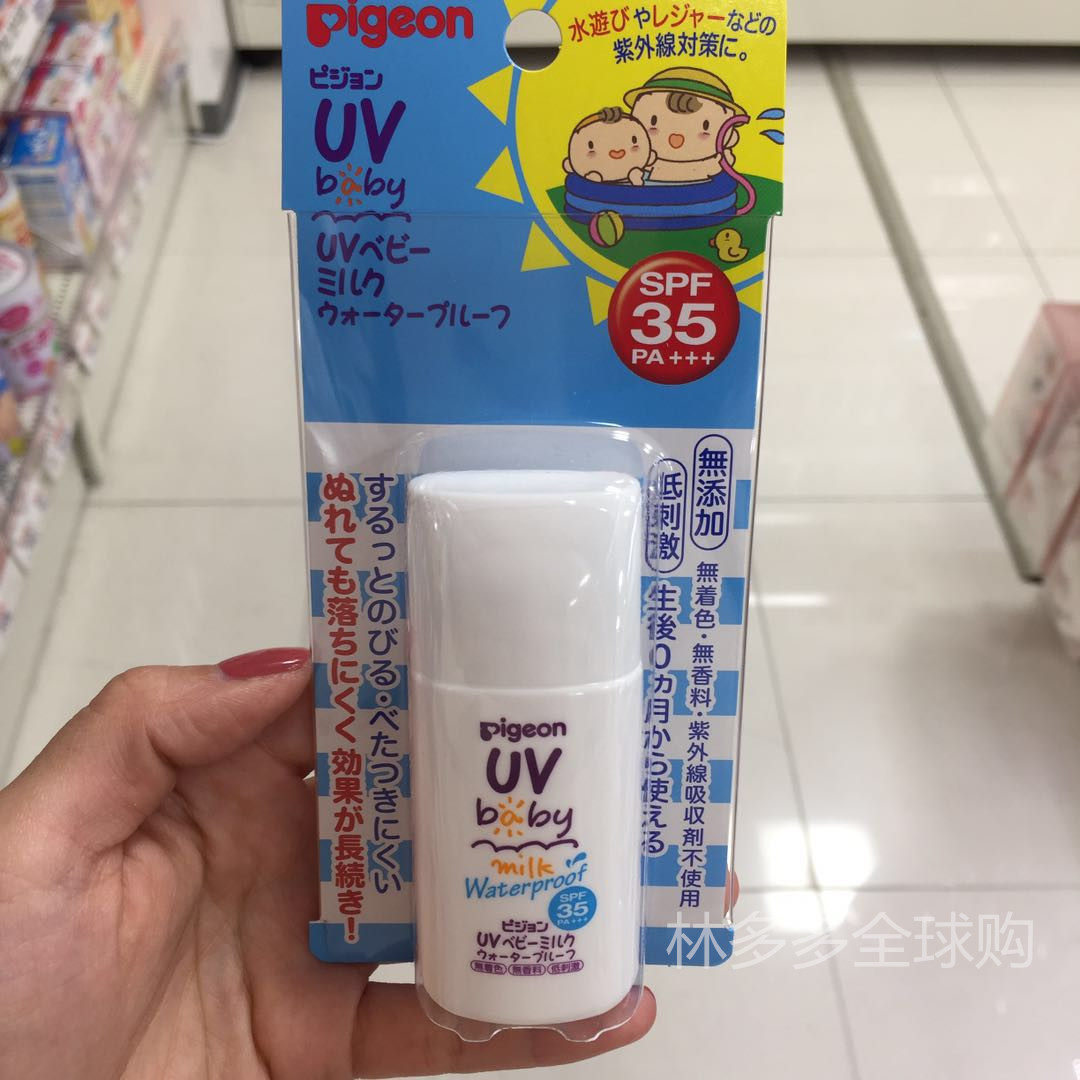 Pigeon
水遊びやレジャーなどの
紫外線対策に。
ピジョン
UV
baby
UVベビー
ミルク
ウォータープルーフ
SPF
35
PA+++
無添加
低刺激
無着色・無香料・紫外線吸収剤不使用
生後0ヵ月から使える
するっとのびる・べたつきにくい
ぬれても落ちにくく効果が長続き!
Pigeon
UV
baby
milk
Waterproof
SPF
35
PA+++
ピジョン
UVベビーミルク
ウォータープルーフ
無着色 無香料 低刺激
林多多全球购